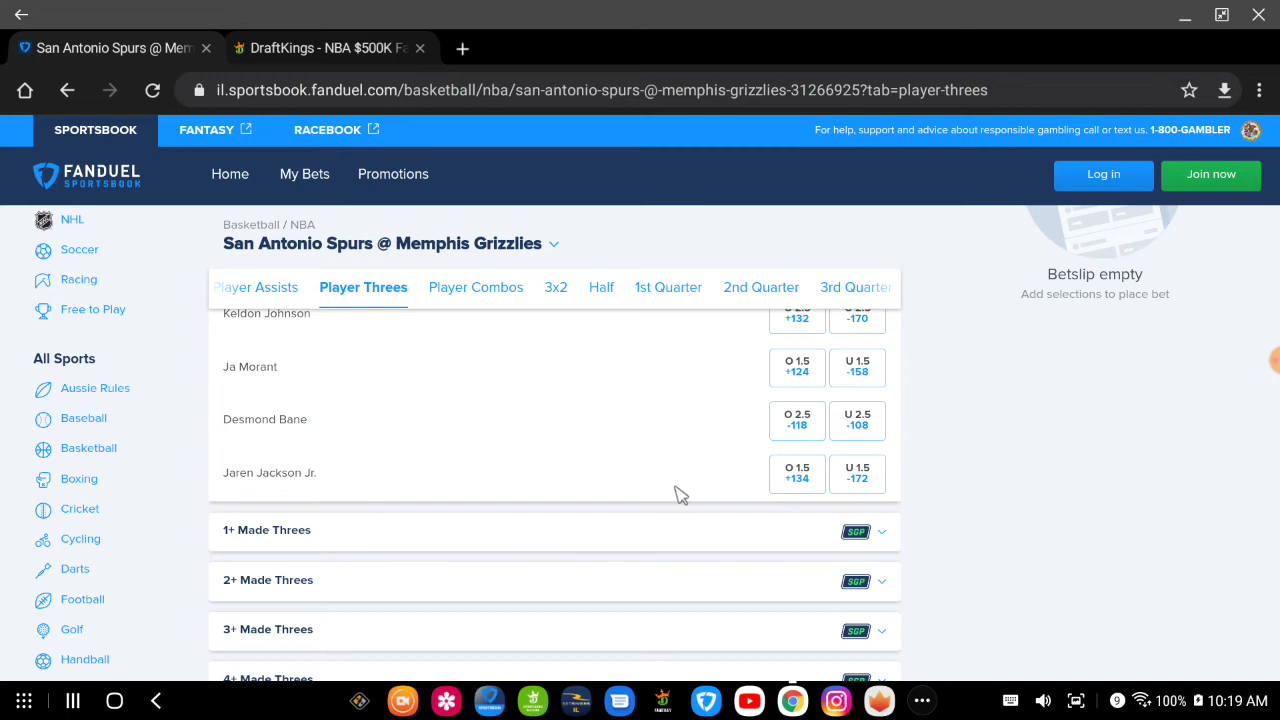 San Antonio Spurs @ Mem
DraftKings - NBA $500K Fa
il.sportsbook.fanduel.com/basketball/nba/san-antonio-spurs-@-memphis-grizzlies-31266925?tab=player-threes
SPORTSBOOK
FANTASY
RACEBOOK
For help, support and advice about responsible gambling call or text us. 1-800-GAMBLER
FANDUEL
SPORTSBOOK
Home
My Bets
Promotions
Log in
Join now
NHL
Soccer
Racing
Free to Play
All Sports
Aussie Rules
Baseball
Basketball
Boxing
Cricket
Cycling
Darts
Football
Golf
Handball
Basketball / NBA
San Antonio Spurs @ Memphis Grizzlies
Player Assists
Player Threes
Player Combos
3x2
Half
1st Quarter
2nd Quarter
3rd Quarter
Keldon Johnson
O 2.5
+132
U 2.5
-170
Ja Morant
O 1.5
+124
U 1.5
-158
Desmond Bane
O 2.5
-118
U 2.5
-108
Jaren Jackson Jr.
O 1.5
+134
U 1.5
-172
1+ Made Threes
SGP
2+ Made Threes
SGP
3+ Made Threes
SGP
4+ Made Threes
SGP
Betslip empty
Add selections to place bet
9
100%
10:19 AM